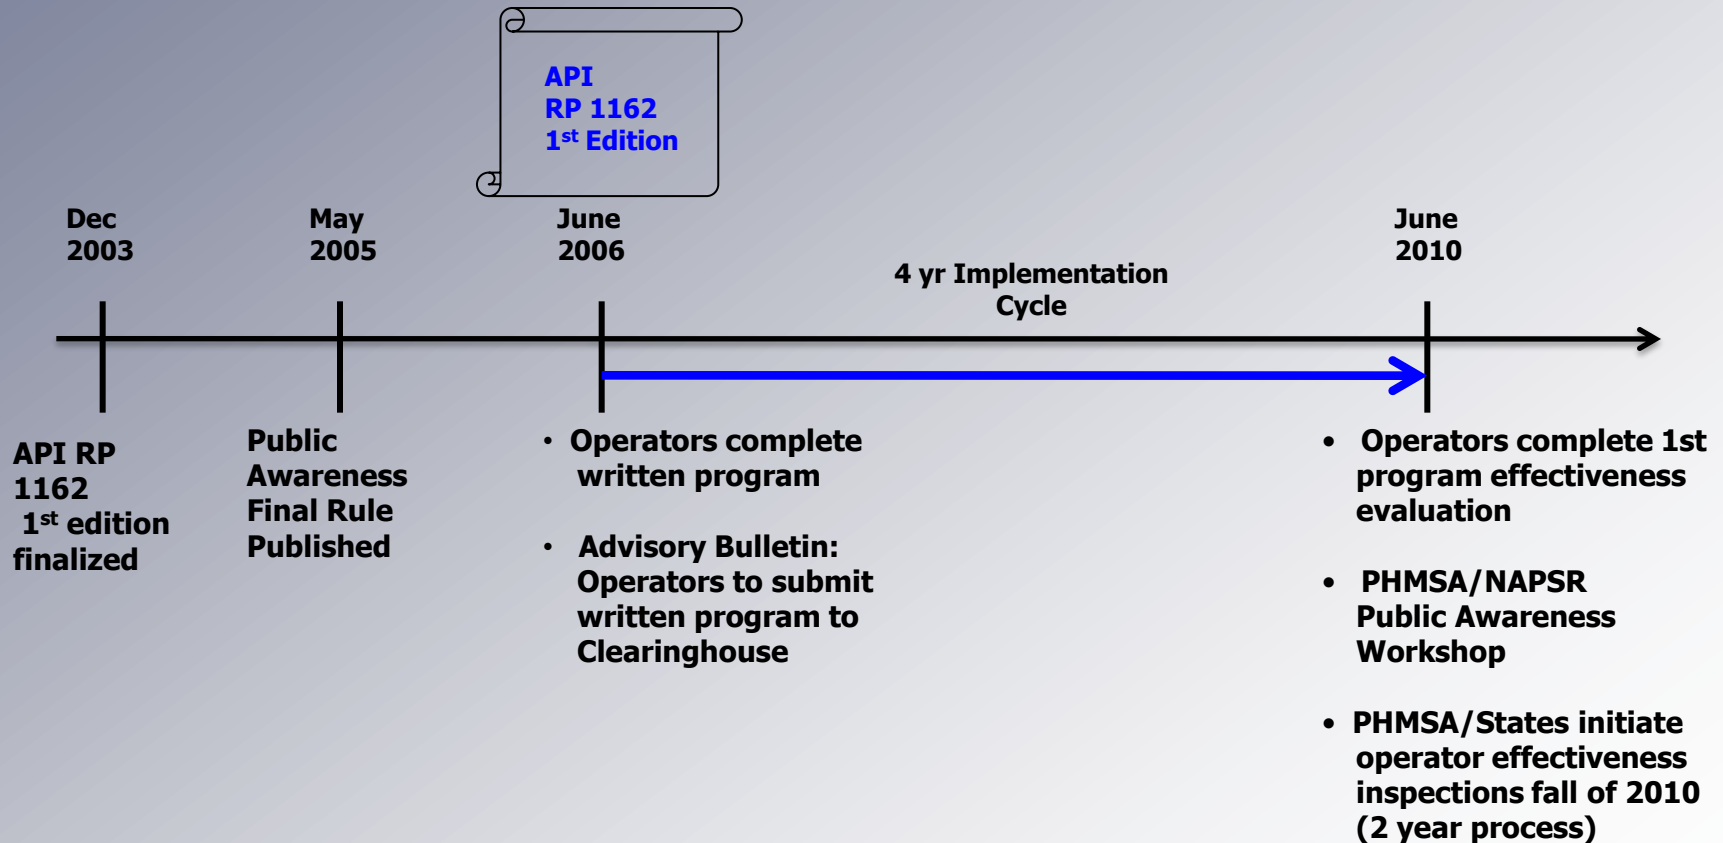 API
RP 1162
1st Edition
Dec
2003
May
2005
June
2006
June
2010
4 yr Implementation
Cycle
API RP
1162
1st edition
finalized
Public
Awareness
Final Rule
Published
• Operators complete
written program
• Advisory Bulletin:
Operators to submit
written program to
Clearinghouse
• Operators complete 1st
program effectiveness
evaluation
• PHMSA/NAPSR
Public Awareness
Workshop
• PHMSA/States initiate
operator effectiveness
inspections fall of 2010
(2 year process)